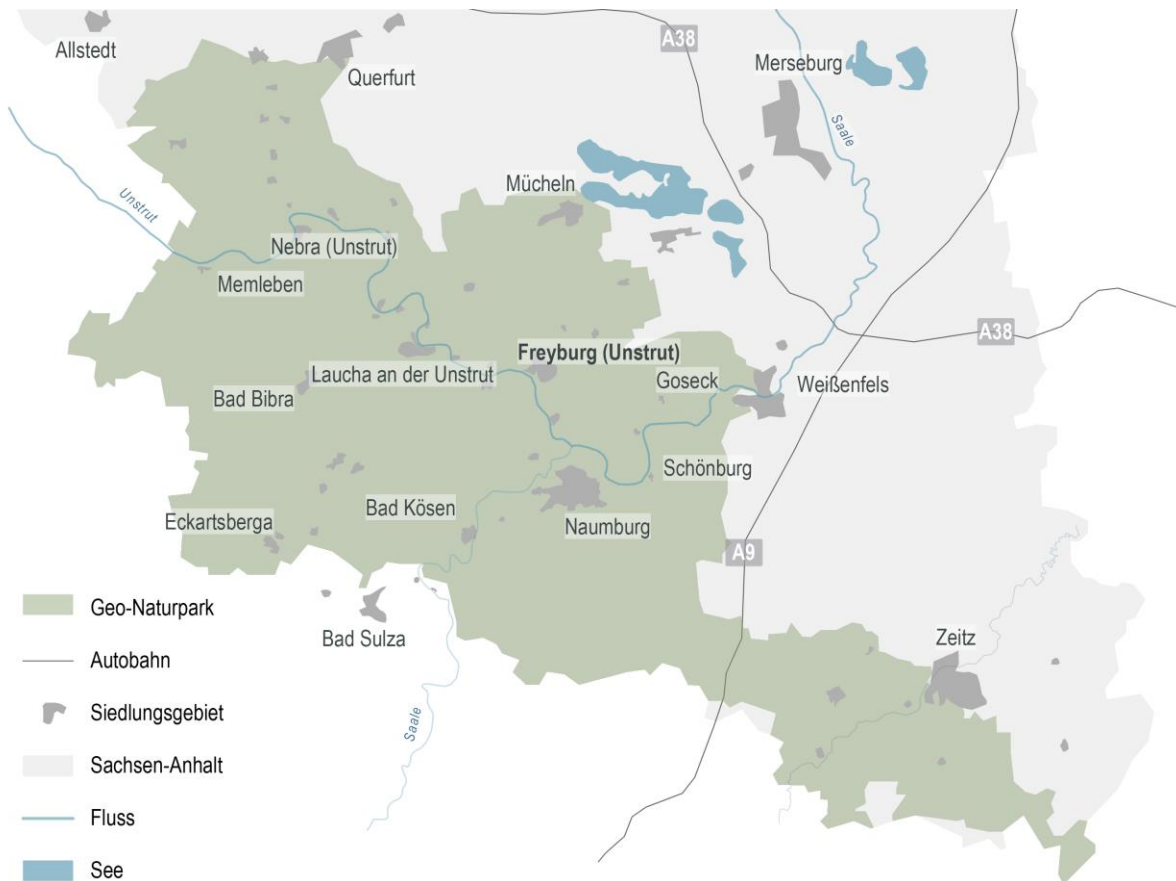 Allstedt
Querfurt
A38
Merseburg
Saale
Unstrut
Mücheln
Nebra (Unstrut)
Memleben
A38
Freyburg (Unstrut)
Laucha an der Unstrut
Goseck
Weißenfels
Bad Bibra
Schönburg
Bad Kösen
Eckartsberga
Naumburg
A9
Geo-Naturpark
Bad Sulza
Zeitz
Autobahn
Saale
Siedlungsgebiet
Sachsen-Anhalt
Fluss
See